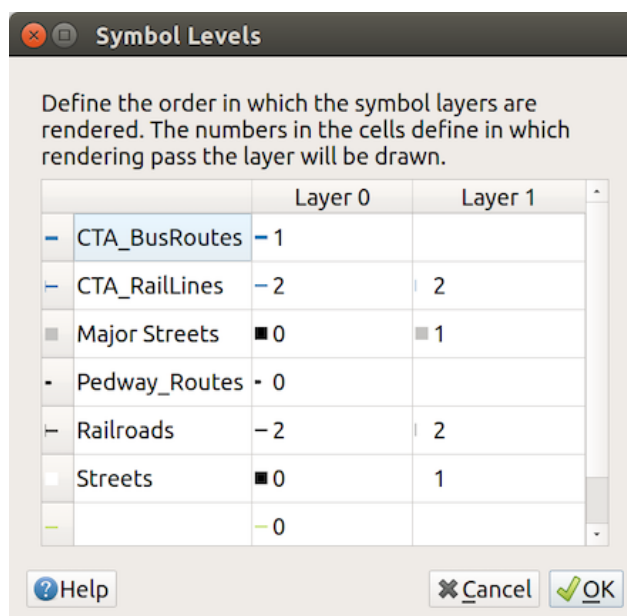 Symbol Levels
Define the order in which the symbol layers are
rendered. The numbers in the cells define in which
rendering pass the layer will be drawn.
Layer 0 Layer 1
CTA_BusRoutes 1
CTA_RailLines 2 2
Major Streets 0 1
Pedway_Routes 0
Railroads 2 2
Streets 0 1
0
Help Cancel OK